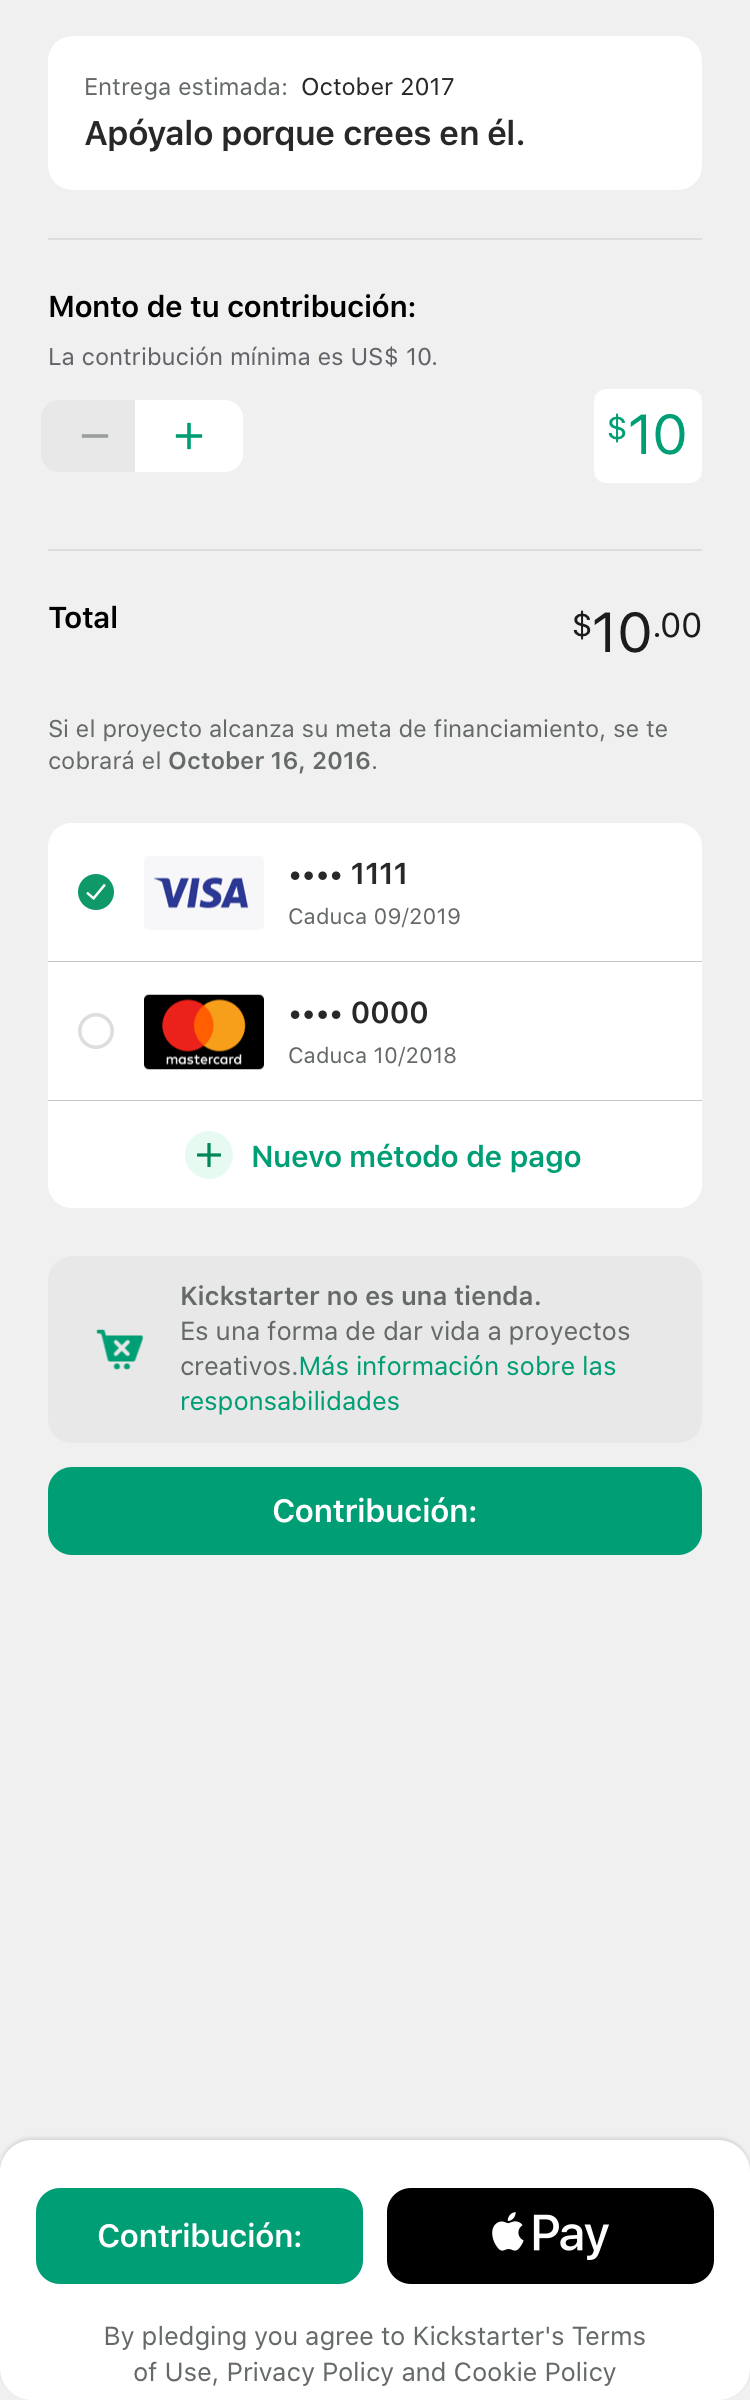 Entrega estimada: October 2017
Apóyalo porque crees en él.
Monto de tu contribución:
La contribución mínima es US$ 10.
$10
Total
$10.00
Si el proyecto alcanza su meta de financiamiento, se te
cobrará el October 16, 2016.
VISA
•••• 1111
Caduca 09/2019
mastercard
•••• 0000
Caduca 10/2018
Nuevo método de pago
Kickstarter no es una tienda.
Es una forma de dar vida a proyectos
creativos.Más información sobre las
responsabilidades
Contribución:
Contribución:
Pay
By pledging you agree to Kickstarter's Terms
of Use, Privacy Policy and Cookie Policy